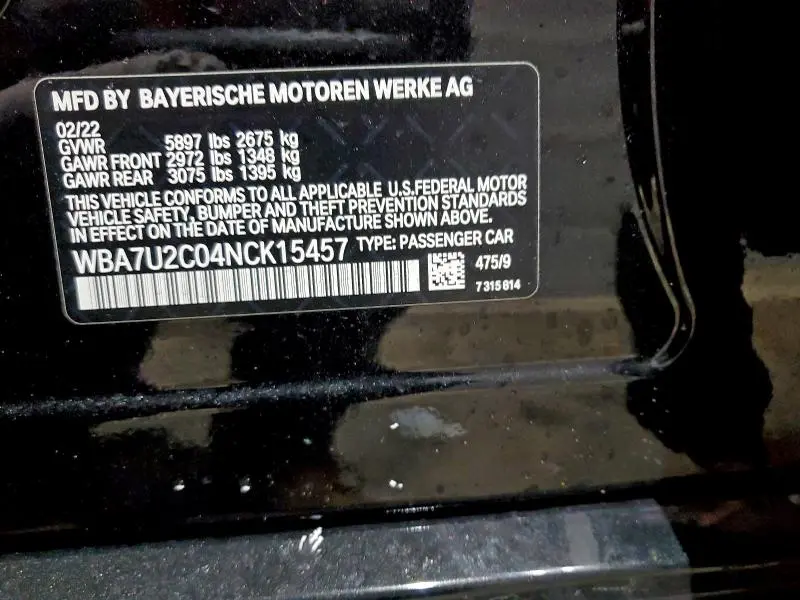 MFD BY BAYERISCHE MOTOREN WERKE AG
02/22
GVWR 5897 lbs 2675 kg
GAWR FRONT 2972 lbs 1348 kg
GAWR REAR 3075 lbs 1395 kg
THIS VEHICLE CONFORMS TO ALL APPLICABLE U.S.FEDERAL MOTOR
VEHICLE SAFETY, BUMPER AND THEFT PREVENTION STANDARDS
IN EFFECT ON THE DATE OF MANUFACTURE SHOWN ABOVE.
WBA7U2C04NCK15457 TYPE: PASSENGER CAR
475/9
7 315 614